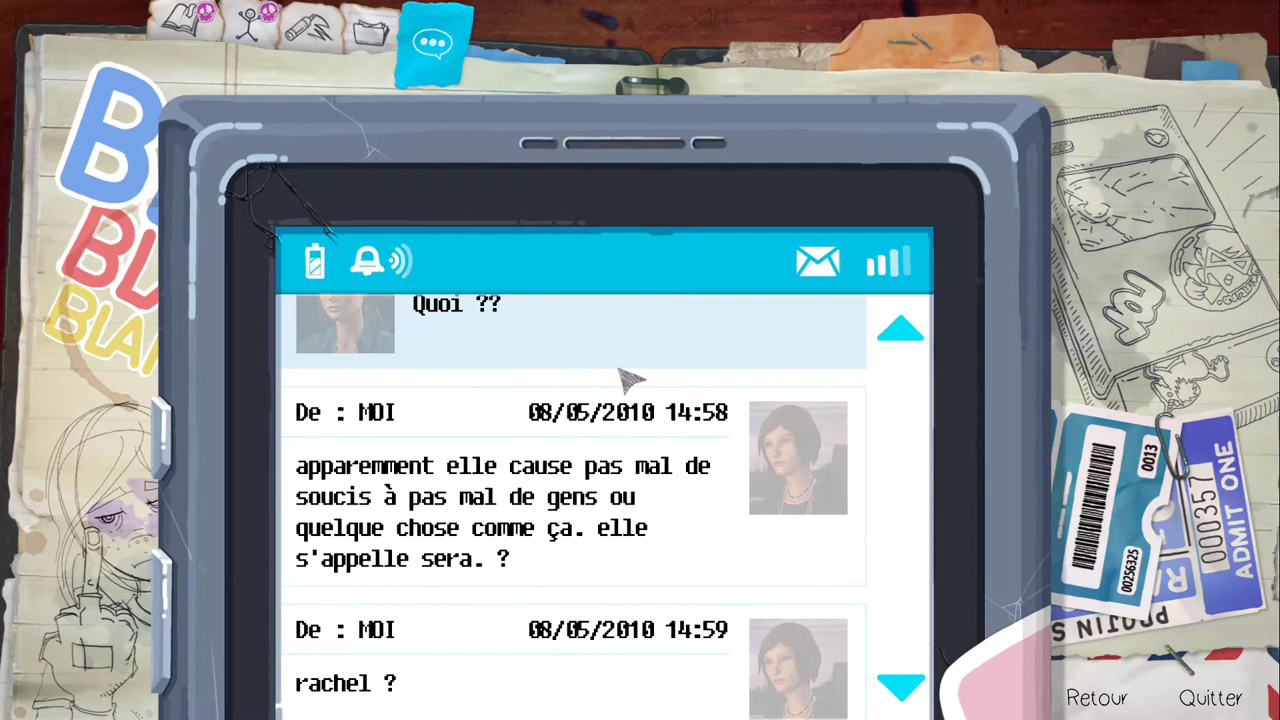 Quoi ??
De : MOI 08/05/2010 14:58
apparemment elle cause pas mal de
soucis à pas mal de gens ou
quelque chose comme ça. elle
s'appelle sera. ?
De : MOI 08/05/2010 14:59
rachel ?
0013
00256325
000357
ADMIT ONE
Retour
Quitter